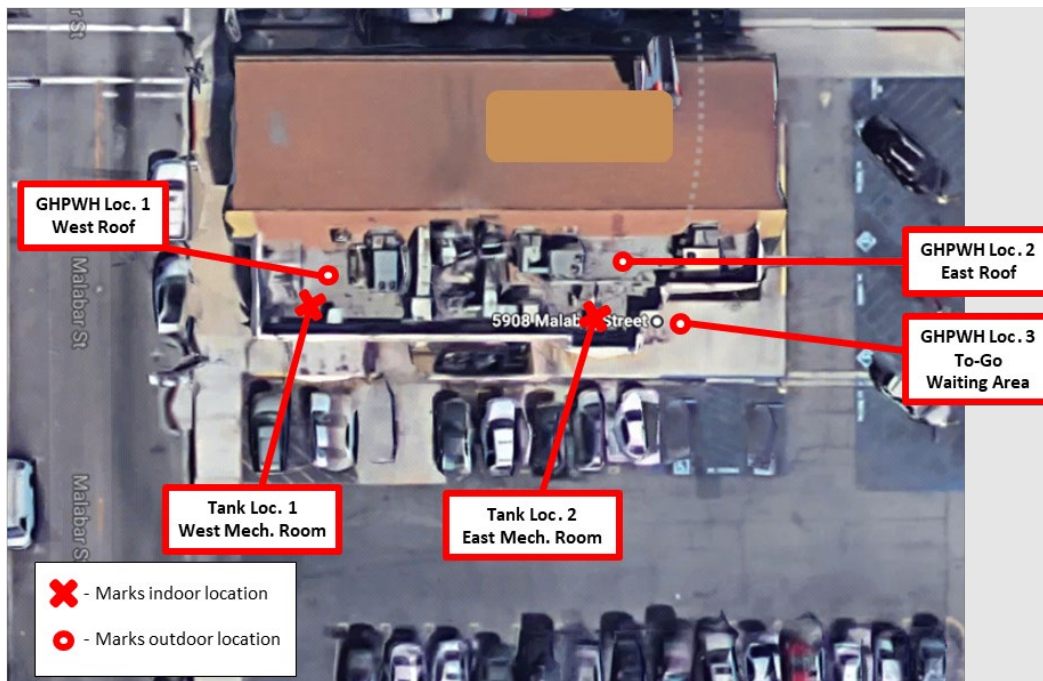 Malabar St
GHPWH Loc. 1
West Roof
GHPWH Loc. 2
East Roof
Malabar St
5908 Malab Street
GHPWH Loc. 3
To-Go
Waiting Area
Malabar St
Tank Loc. 1
West Mech. Room
Tank Loc. 2
East Mech. Room
- Marks indoor location
- Marks outdoor location